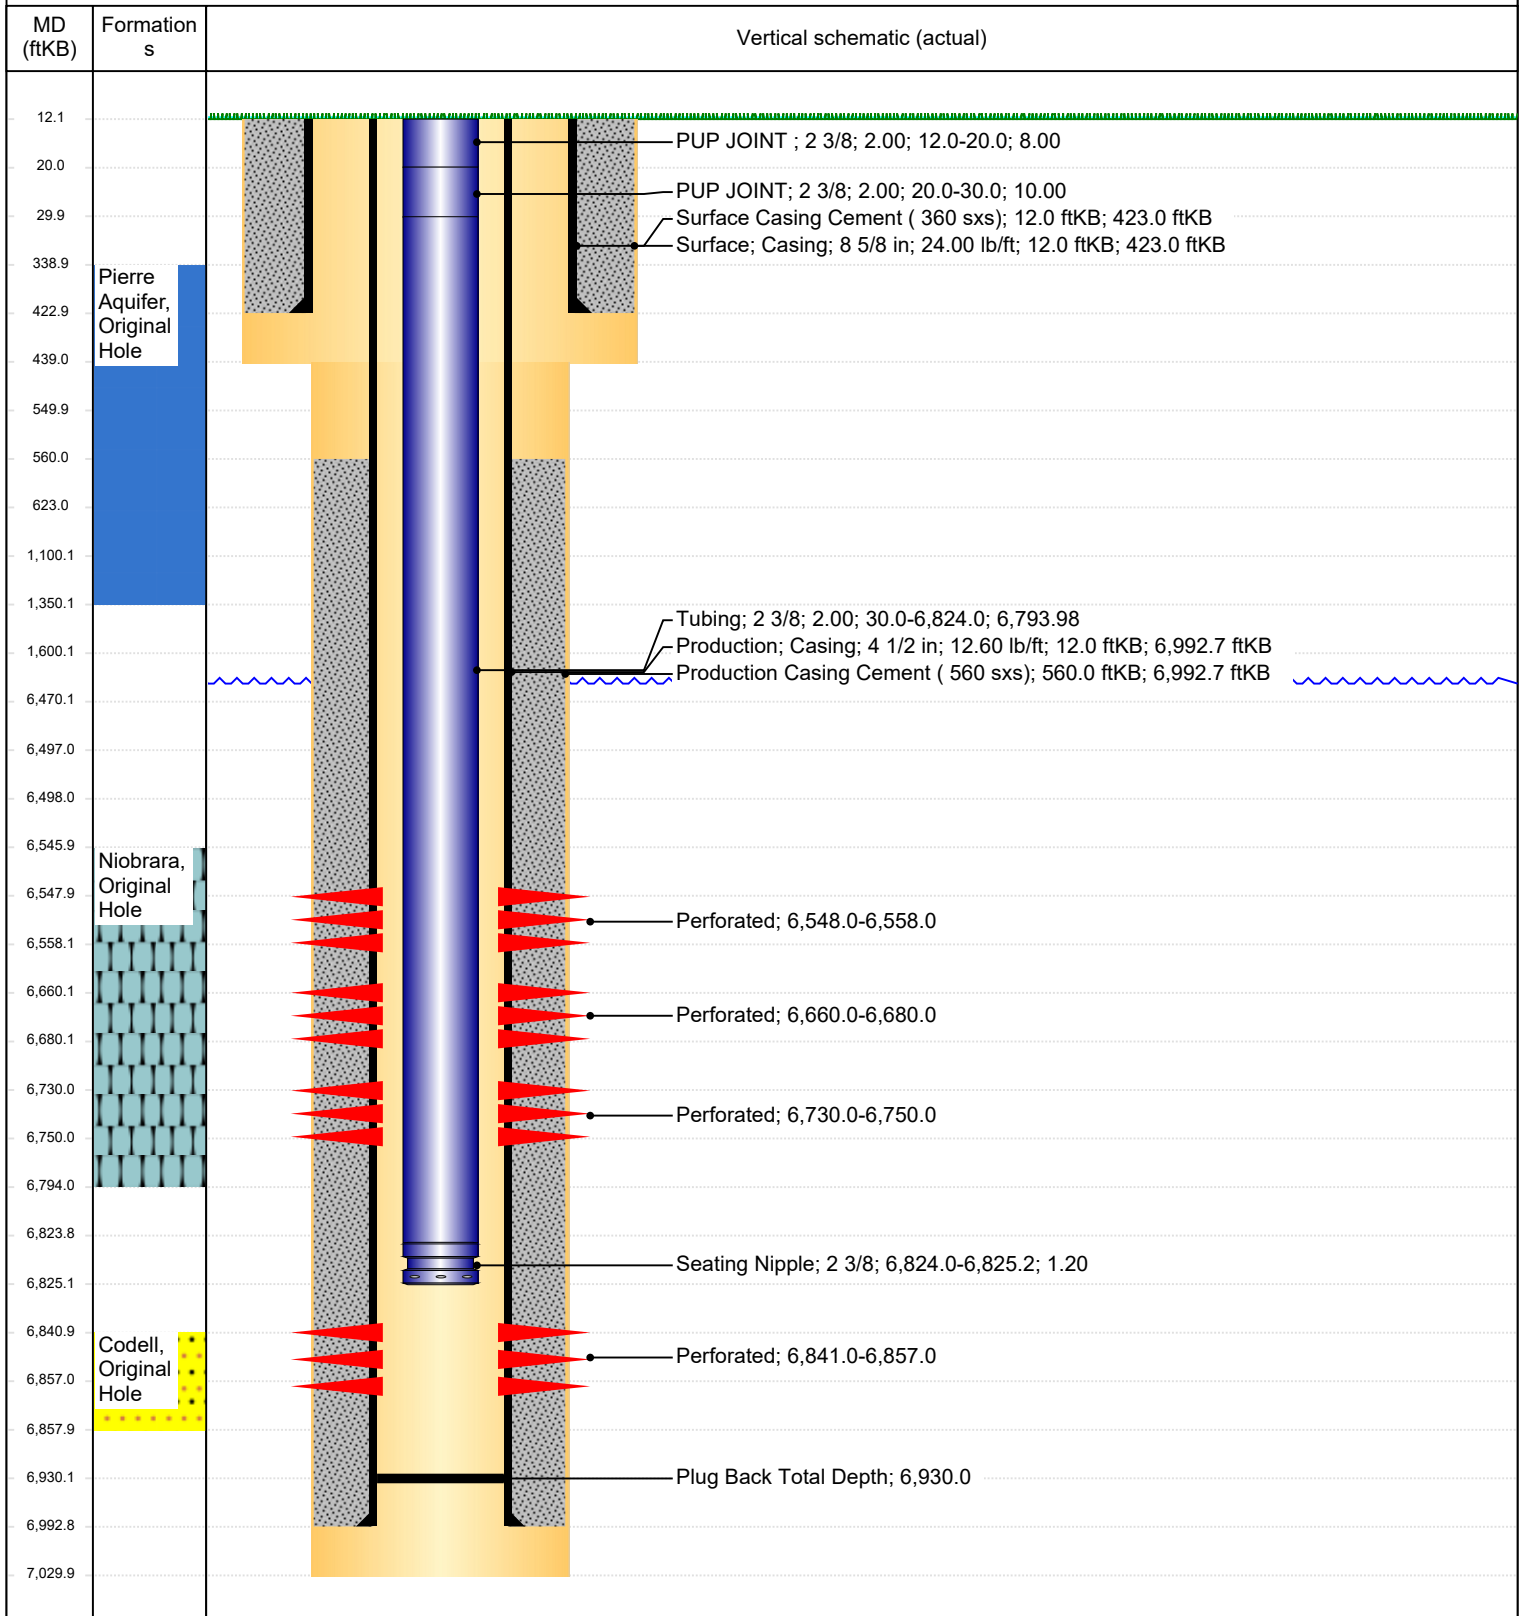 MD
(ftKB)
Formation
s
Vertical schematic (actual)
12.1
PUP JOINT ; 2 3/8; 2.00; 12.0-20.0; 8.00
20.0
PUP JOINT; 2 3/8; 2.00; 20.0-30.0; 10.00
29.9
Surface Casing Cement ( 360 sxs); 12.0 ftKB; 423.0 ftKB
Surface; Casing; 8 5/8 in; 24.00 lb/ft; 12.0 ftKB; 423.0 ftKB
338.9
Pierre
Aquifer,
Original
Hole
422.9
439.0
549.9
560.0
623.0
1,100.1
1,350.1
Tubing; 2 3/8; 2.00; 30.0-6,824.0; 6,793.98
Production; Casing; 4 1/2 in; 12.60 lb/ft; 12.0 ftKB; 6,992.7 ftKB
1,600.1
Production Casing Cement ( 560 sxs); 560.0 ftKB; 6,992.7 ftKB
6,470.1
6,497.0
6,498.0
6,545.9
Niobrara,
Original
Hole
6,547.9
Perforated; 6,548.0-6,558.0
6,558.1
6,660.1
Perforated; 6,660.0-6,680.0
6,680.1
6,730.0
Perforated; 6,730.0-6,750.0
6,750.0
6,794.0
6,823.8
Seating Nipple; 2 3/8; 6,824.0-6,825.2; 1.20
6,825.1
6,840.9
Codell,
Original
Hole
Perforated; 6,841.0-6,857.0
6,857.0
6,857.9
6,930.1
Plug Back Total Depth; 6,930.0
6,992.8
7,029.9